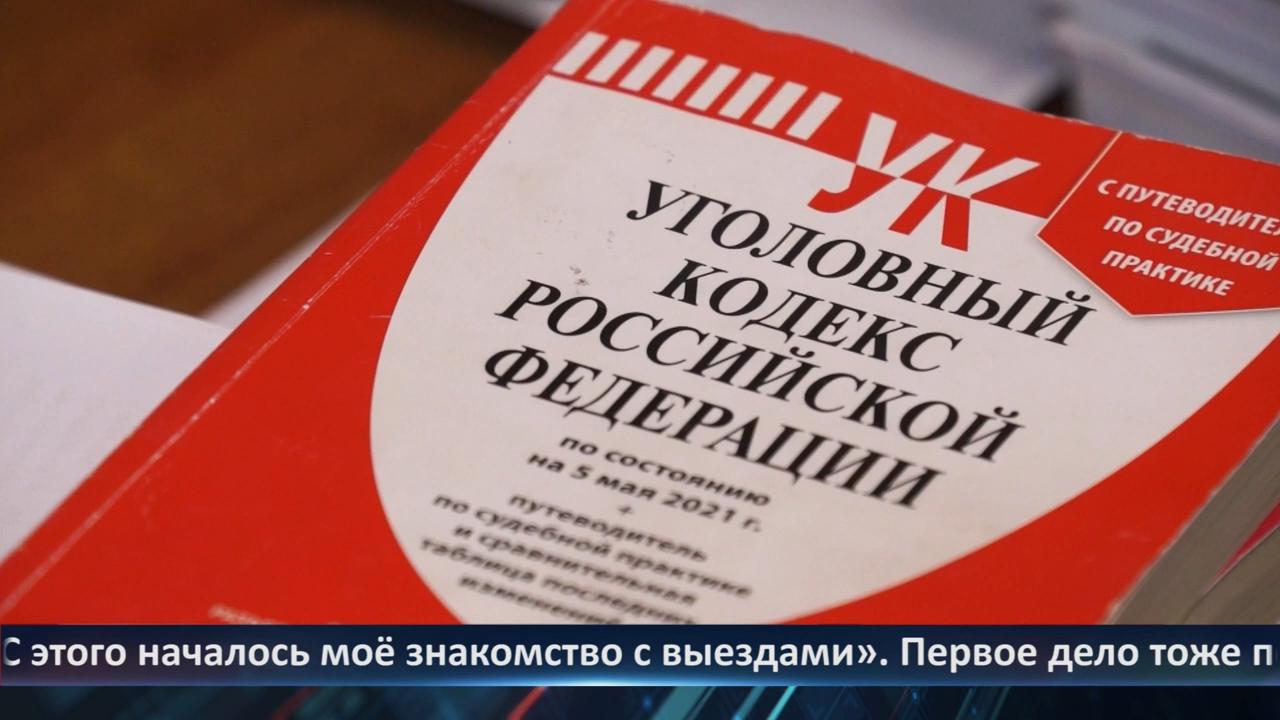 УК
С ПУТЕВОДИТЕЛ
ПО СУДЕБНОЙ
ПРАКТИКЕ
УГОЛОВНЫЙ
КОДЕКС
РОССИЙСКОЙ
ФЕДЕРАЦИИ
по состоянию
на 5 мая 2021 г.
+
путеводитель
по судебной практике
и сравнительная
таблица последних
изменений
С этого началось моё знакомство с выездами». Первое дело тоже п